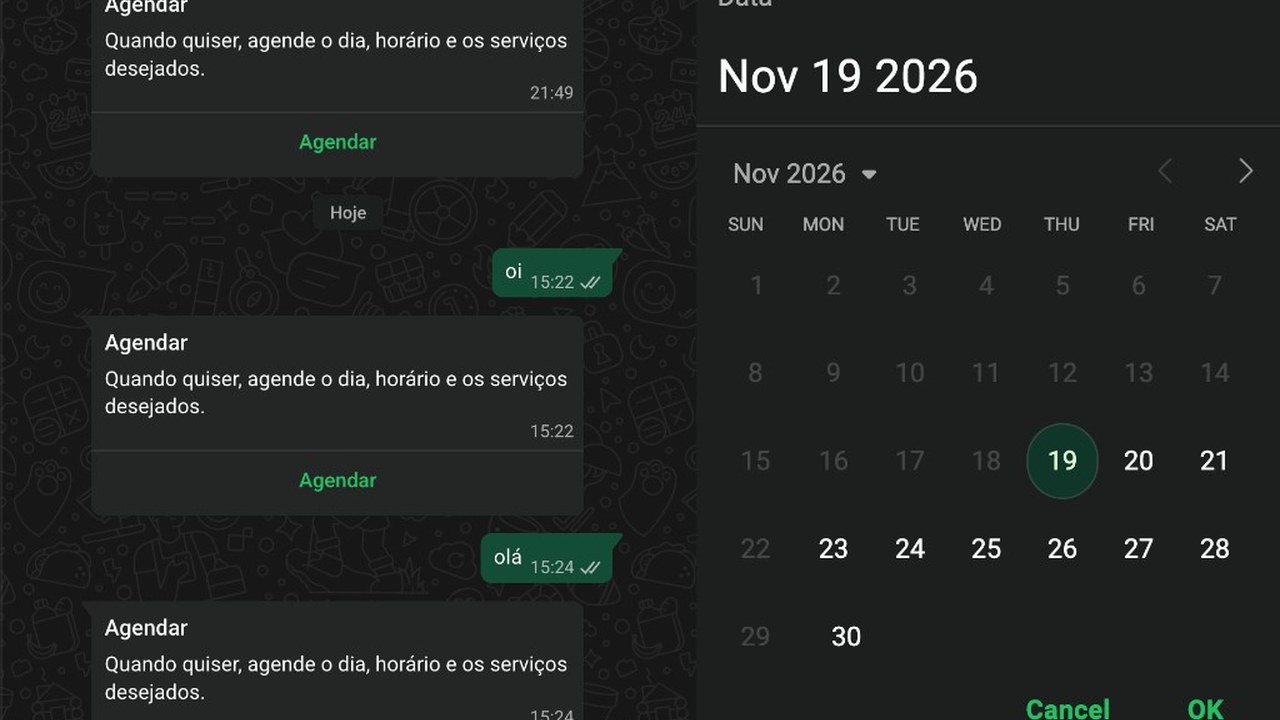 Agendar
Quando quiser, agende o dia, horário e os serviços
desejados.
21:49
Agendar
Hoje
oi 15:22
Agendar
Quando quiser, agende o dia, horário e os serviços
desejados.
15:22
Agendar
olá 15:24
Agendar
Quando quiser, agende o dia, horário e os serviços
desejados.
15:24
Data
Nov 19 2026
Nov 2026
SUN MON TUE WED THU FRI SAT
1 2 3 4 5 6 7
8 9 10 11 12 13 14
15 16 17 18 19 20 21
22 23 24 25 26 27 28
29 30
Cancel OK